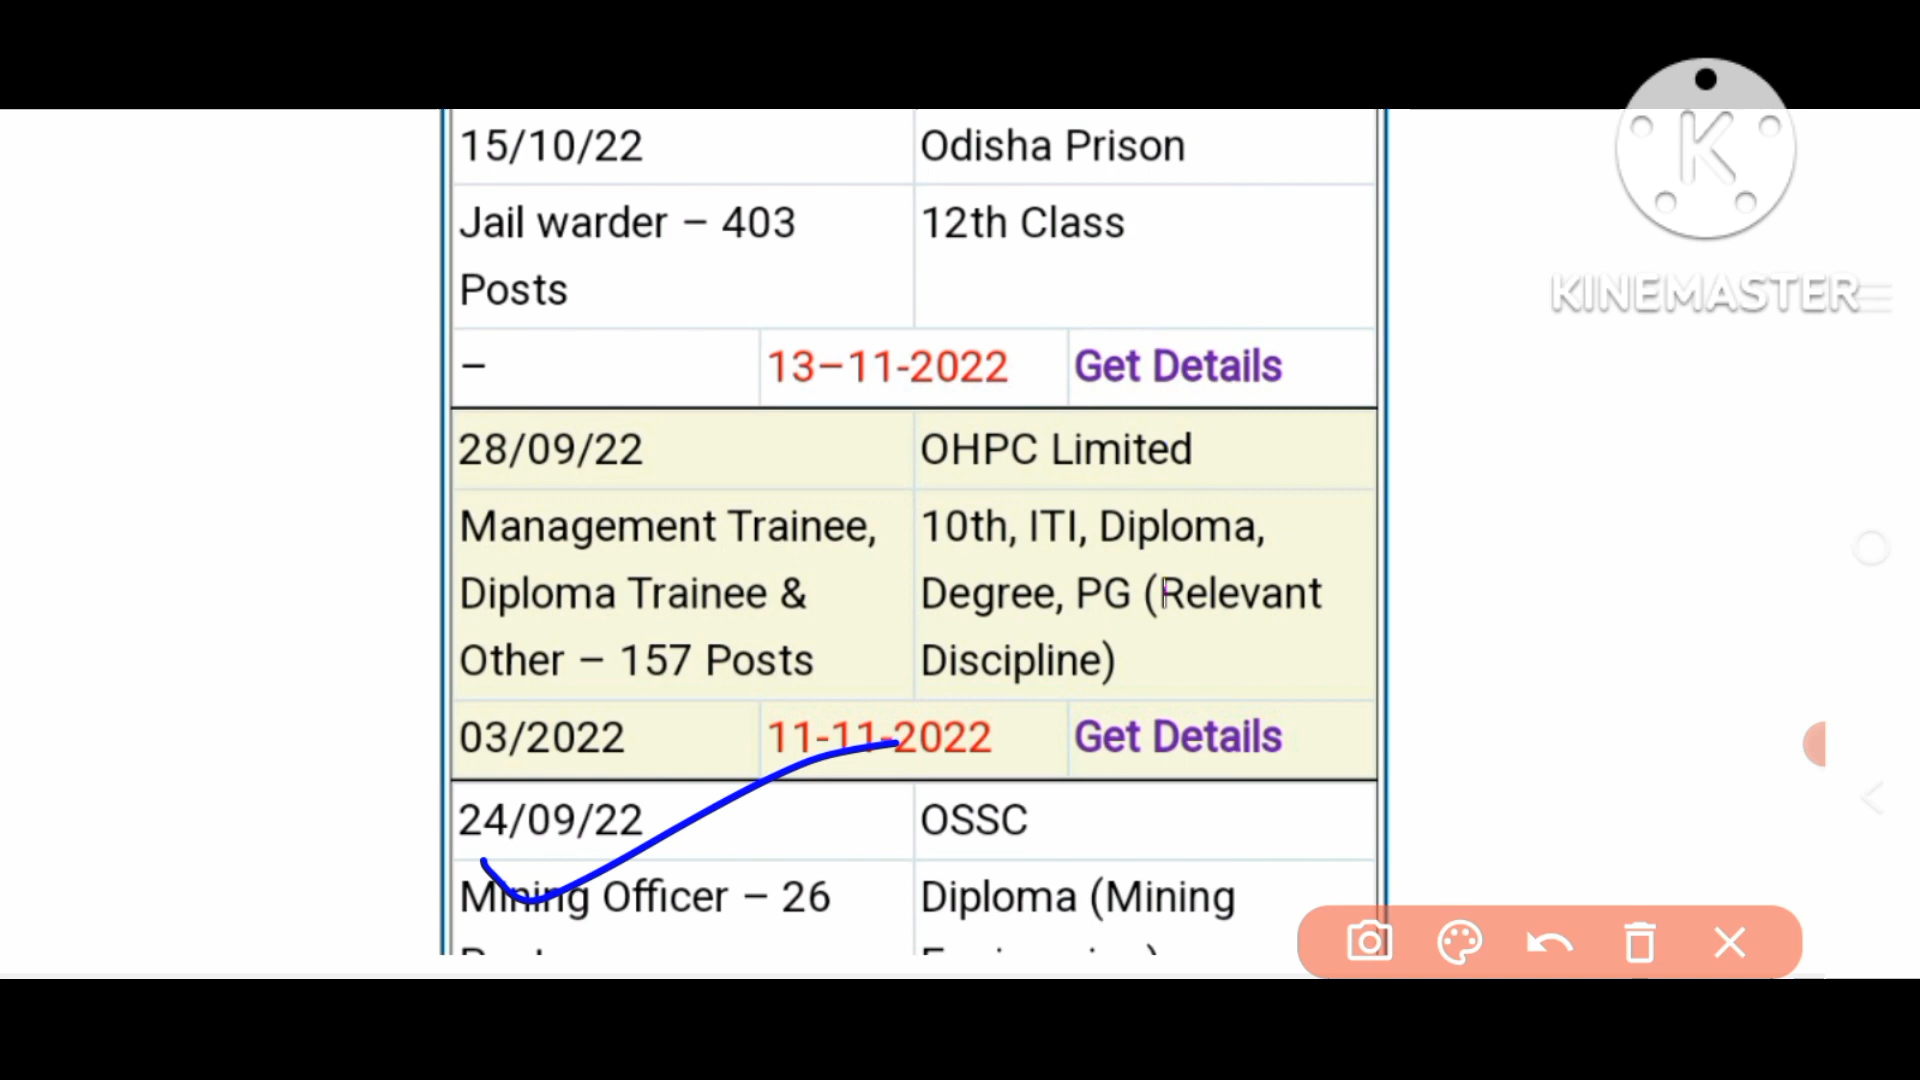 15/10/22
Odisha Prison
Jail warder – 403
Posts
12th Class
–
13–11-2022
Get Details
28/09/22
OHPC Limited
Management Trainee,
Diploma Trainee &
Other – 157 Posts
10th, ITI, Diploma,
Degree, PG (Relevant
Discipline)
03/2022
11-11-2022
Get Details
24/09/22
OSSC
Mining Officer – 26
Diploma (Mining
K
KINEMASTER